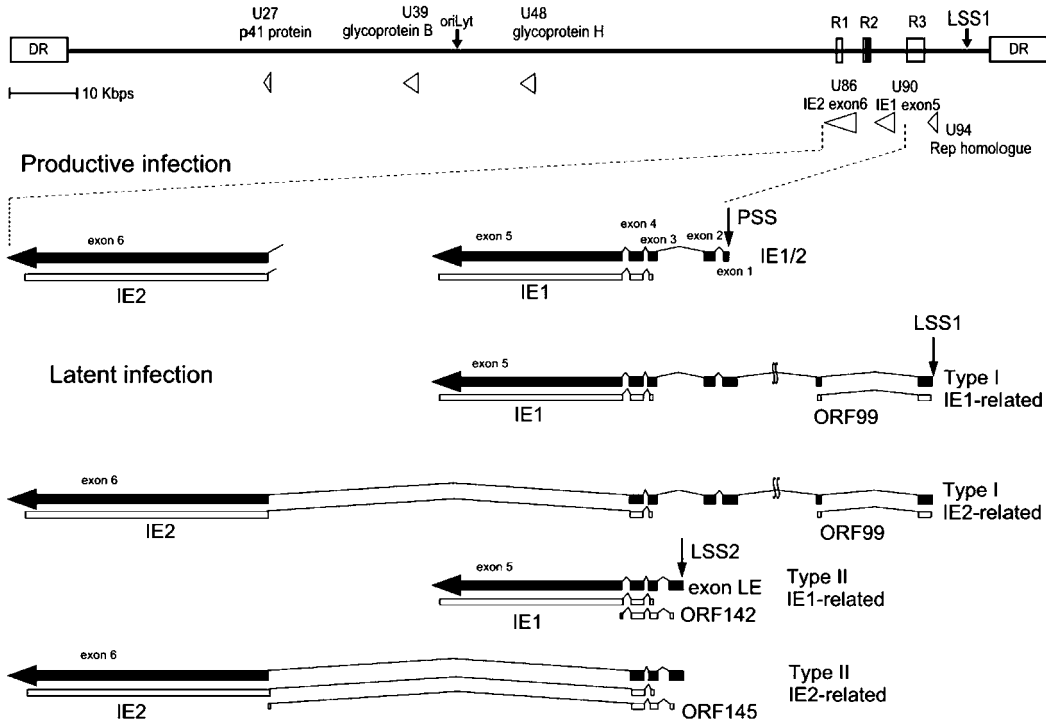 U27
p41 protein
U39
glycoprotein B
oriLyt
U48
glycoprotein H
R1 R2 R3 LSS1
DR
DR
10 Kbps
U86
IE2 exon6
U90
IE1 exon5
U94
Rep homologue
Productive infection
PSS
exon 6
exon 5
exon 4
exon 3
exon 2
exon 1
IE1/2
IE2
IE1
LSS1
Latent infection
exon 5
Type I
IE1-related
IE1
ORF99
exon 6
Type I
IE2-related
IE2
ORF99
LSS2
exon 5
exon LE
Type II
IE1-related
IE1
ORF142
exon 6
Type II
IE2-related
IE2
ORF145